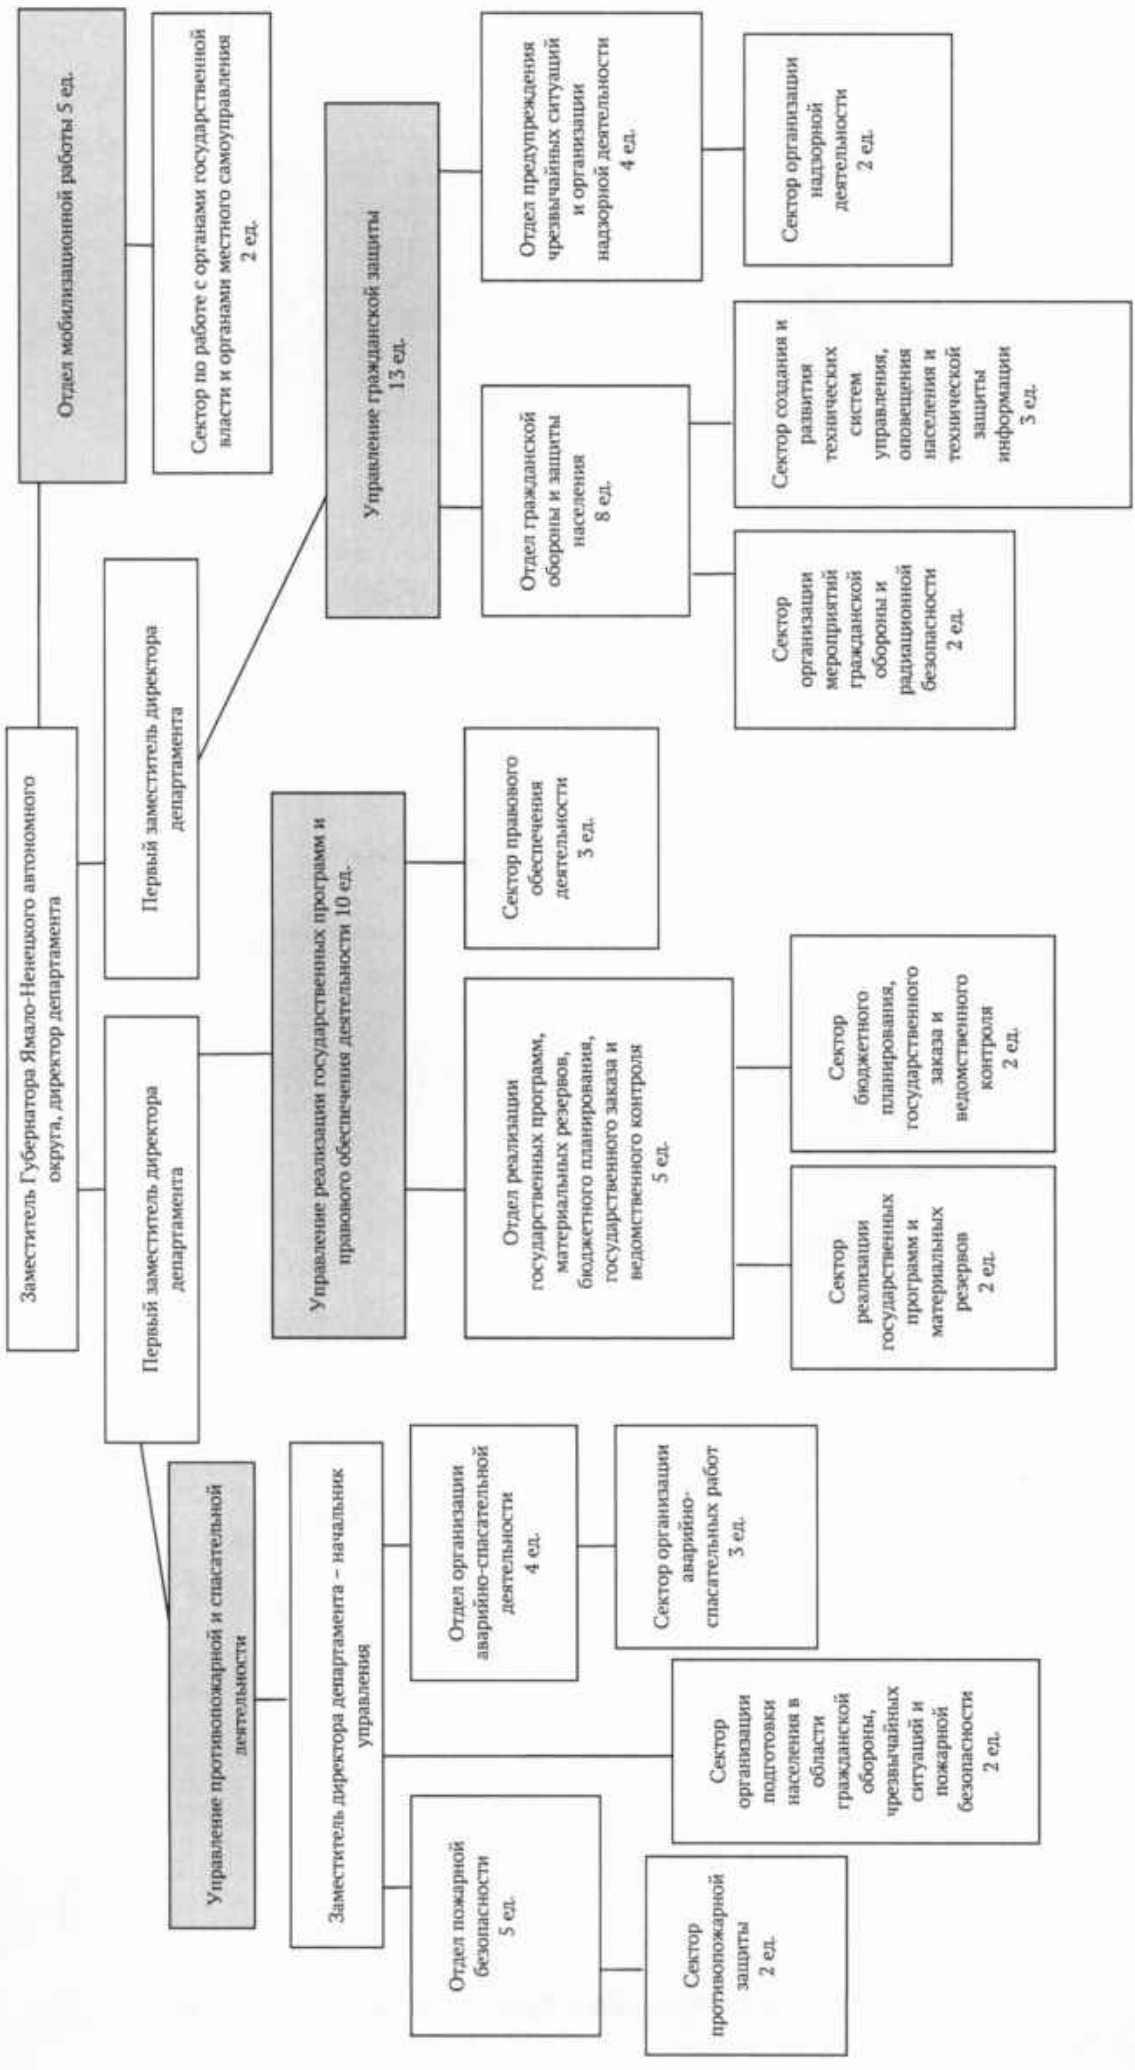 Заместитель Губернатора Ямало-Ненецкого автономного
округа, директор департамента
Отдел мобилизационной работы 5 ед.
Сектор по работе с органами государственной
власти и органами местного самоуправления
2 ед.
Первый заместитель директора
департамента
Первый заместитель директора
департамента
Управление противопожарной и спасательной
деятельности
Заместитель директора департамента – начальник
управления
Отдел пожарной
безопасности
5 ед.
Сектор
противопожарной
защиты
2 ед.
Сектор
организации
подготовки
населения в
области
гражданской
обороны,
чрезвычайных
ситуаций и
пожарной
безопасности
2 ед.
Отдел организации
аварийно-спасательной
деятельности
4 ед.
Сектор организации
аварийно-
спасательных работ
3 ед.
Управление реализации государственных программ и
правового обеспечения деятельности 10 ед.
Отдел реализации
государственных программ,
материальных резервов,
бюджетного планирования,
государственного заказа и
ведомственного контроля
5 ед.
Сектор
реализации
государственных
программ и
материальных
резервов
2 ед.
Сектор
бюджетного
планирования,
государственного
заказа и
ведомственного
контроля
2 ед.
Сектор правового
обеспечения
деятельности
3 ед.
Управление гражданской защиты
13 ед.
Отдел гражданской
обороны и защиты
населения
8 ед.
Сектор
организации
мероприятий
гражданской
обороны и
радиационной
безопасности
2 ед.
Сектор создания и
развития
технических
систем
управления,
оповещения
населения и
технической
защиты
информации
3 ед.
Отдел предупреждения
чрезвычайных ситуаций
и организации
надзорной деятельности
4 ед.
Сектор организации
надзорной
деятельности
2 ед.